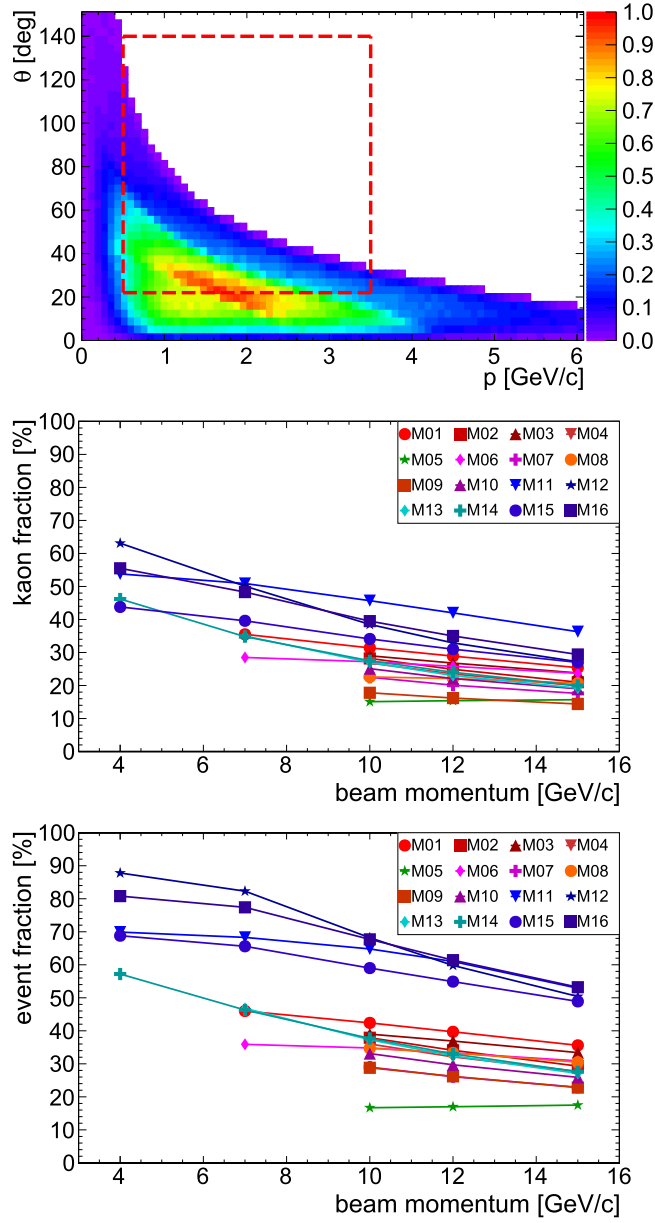 θ [deg]
140
120
100
80
60
40
20
0
0 1 2 3 4 5 6
p [GeV/c]
1.0
0.9
0.8
0.7
0.6
0.5
0.4
0.3
0.2
0.1
0.0
kaon fraction [%]
100
90
80
70
60
50
40
30
20
10
0
M01 M02 M03 M04
M05 M06 M07 M08
M09 M10 M11 M12
M13 M14 M15 M16
4 6 8 10 12 14 16
beam momentum [GeV/c]
event fraction [%]
100
90
80
70
60
50
40
30
20
10
0
M01 M02 M03 M04
M05 M06 M07 M08
M09 M10 M11 M12
M13 M14 M15 M16
4 6 8 10 12 14 16
beam momentum [GeV/c]